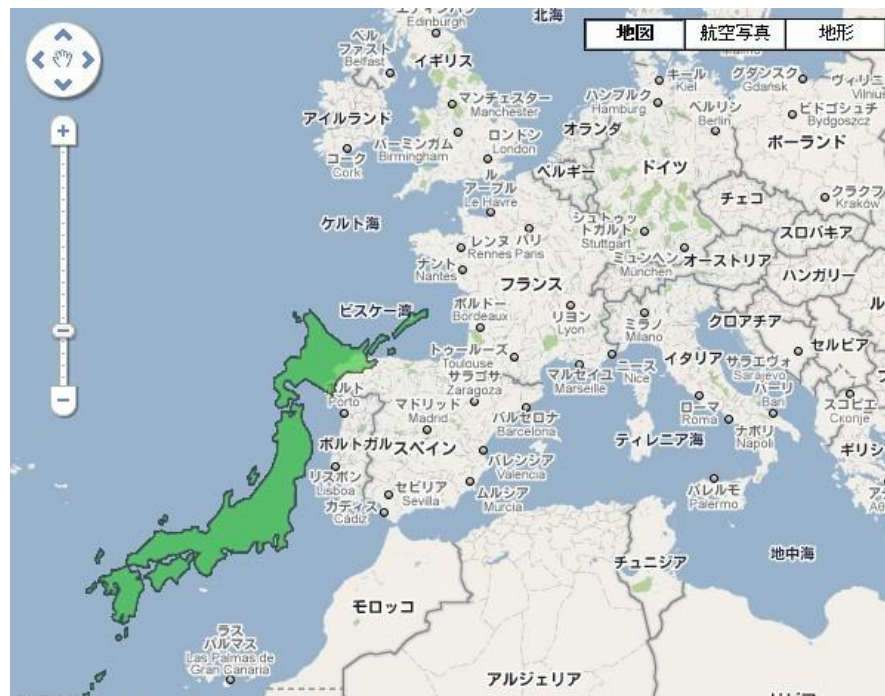 エディンバラ
Edinburgh
北海
地図
航空写真
地形
ベル
ファスト
Belfast
イギリス
キール
Kiel
グダンスク
Gdańsk
ヴィリニ
Vilnius
マンチェスター
Manchester
ハンブルク
Hamburg
ベルリン
Berlin
ビドゴシュチ
Bydgoszcz
アイルランド
コーク
Cork
バーミンガム
Birmingham
ロンドン
London
オランダ
ポーランド
ベルギー
ドイツ
ル
アーブル
Le Havre
チェコ
クラクフ
Kraków
ケルト海
シュトゥッ
トガルト
Stuttgart
スロバキア
レンヌ パリ
Rennes Paris
ミュンヘン
München
オーストリア
ナント
Nantes
ハンガリー
フランス
ビスケー湾
ボルドー
Bordeaux
リヨン
Lyon
ミラノ
Milano
クロアチア
セルビア
トゥールーズ
Toulouse
マルセイユ
Marseille
ニース
Nice
イタリア
サラエヴォ
Sarajevo
サラゴサ
Zaragoza
ポルト
Porto
マドリッド
Madrid
バルセロナ
Barcelona
ローマ
Roma
バーリ
Bari
スコピエ
Скопје
ナポリ
Napoli
ポルトガル
スペイン
ティレニア海
ギリシ
バレンシア
Valencia
リスボン
Lisboa
セビリア
Sevilla
ムルシア
Murcia
パレルモ
Palermo
カディス
Cádiz
チュニジア
地中海
モロッコ
ラス
パルマス
Las Palmas de
Gran Canaria
アルジェリア